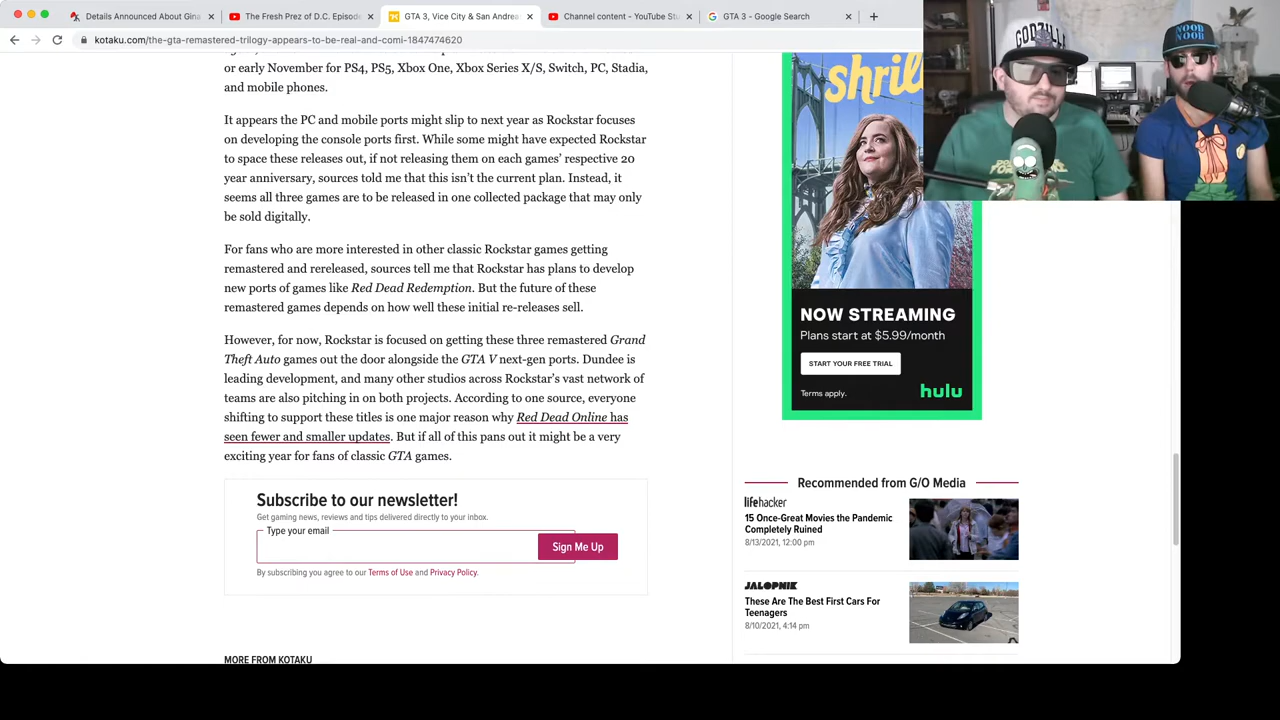 Details Announced About Gina
The Fresh Prez of D.C. Episode
GTA 3, Vice City & San Andrea
Channel content - YouTube Stu
GTA 3 - Google Search
kotaku.com/the-gta-remastered-trilogy-appears-to-be-real-and-comi-1847474620
or early November for PS4, PS5, Xbox One, Xbox Series X/S, Switch, PC, Stadia,
and mobile phones.
It appears the PC and mobile ports might slip to next year as Rockstar focuses
on developing the console ports first. While some might have expected Rockstar
to space these releases out, if not releasing them on each games' respective 20
year anniversary, sources told me that this isn't the current plan. Instead, it
seems all three games are to be released in one collected package that may only
be sold digitally.
For fans who are more interested in other classic Rockstar games getting
remastered and rereleased, sources tell me that Rockstar has plans to develop
new ports of games like Red Dead Redemption. But the future of these
remastered games depends on how well these initial re-releases sell.
However, for now, Rockstar is focused on getting these three remastered Grand
Theft Auto games out the door alongside the GTA V next-gen ports. Dundee is
leading development, and many other studios across Rockstar's vast network of
teams are also pitching in on both projects. According to one source, everyone
shifting to support these titles is one major reason why Red Dead Online has
seen fewer and smaller updates. But if all of this pans out it might be a very
exciting year for fans of classic GTA games.
Subscribe to our newsletter!
Get gaming news, reviews and tips delivered directly to your inbox.
Type your email
Sign Me Up
By subscribing you agree to our Terms of Use and Privacy Policy.
MORE FROM KOTAKU
shrill
NOW STREAMING
Plans start at $5.99/month
START YOUR FREE TRIAL
Terms apply.
hulu
Recommended from G/O Media
lifehacker
15 Once-Great Movies the Pandemic
Completely Ruined
8/13/2021, 12:00 pm
JALOPNIK
These Are The Best First Cars For
Teenagers
8/10/2021, 4:14 pm
GODZILLA
NOOB
NOOB